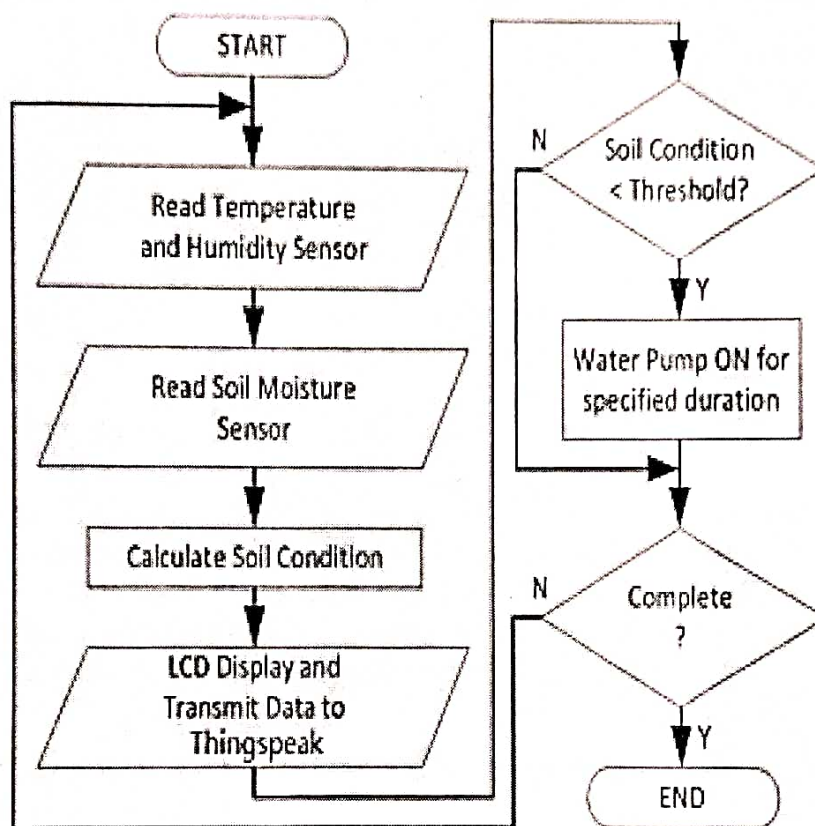 START
Read Temperature
and Humidity Sensor
Read Soil Moisture
Sensor
Calculate Soil Condition
LCD Display and
Transmit Data to
Thingspeak
Soil Condition
< Threshold?
N
Y
Water Pump ON for
specified duration
Complete
?
N
Y
END